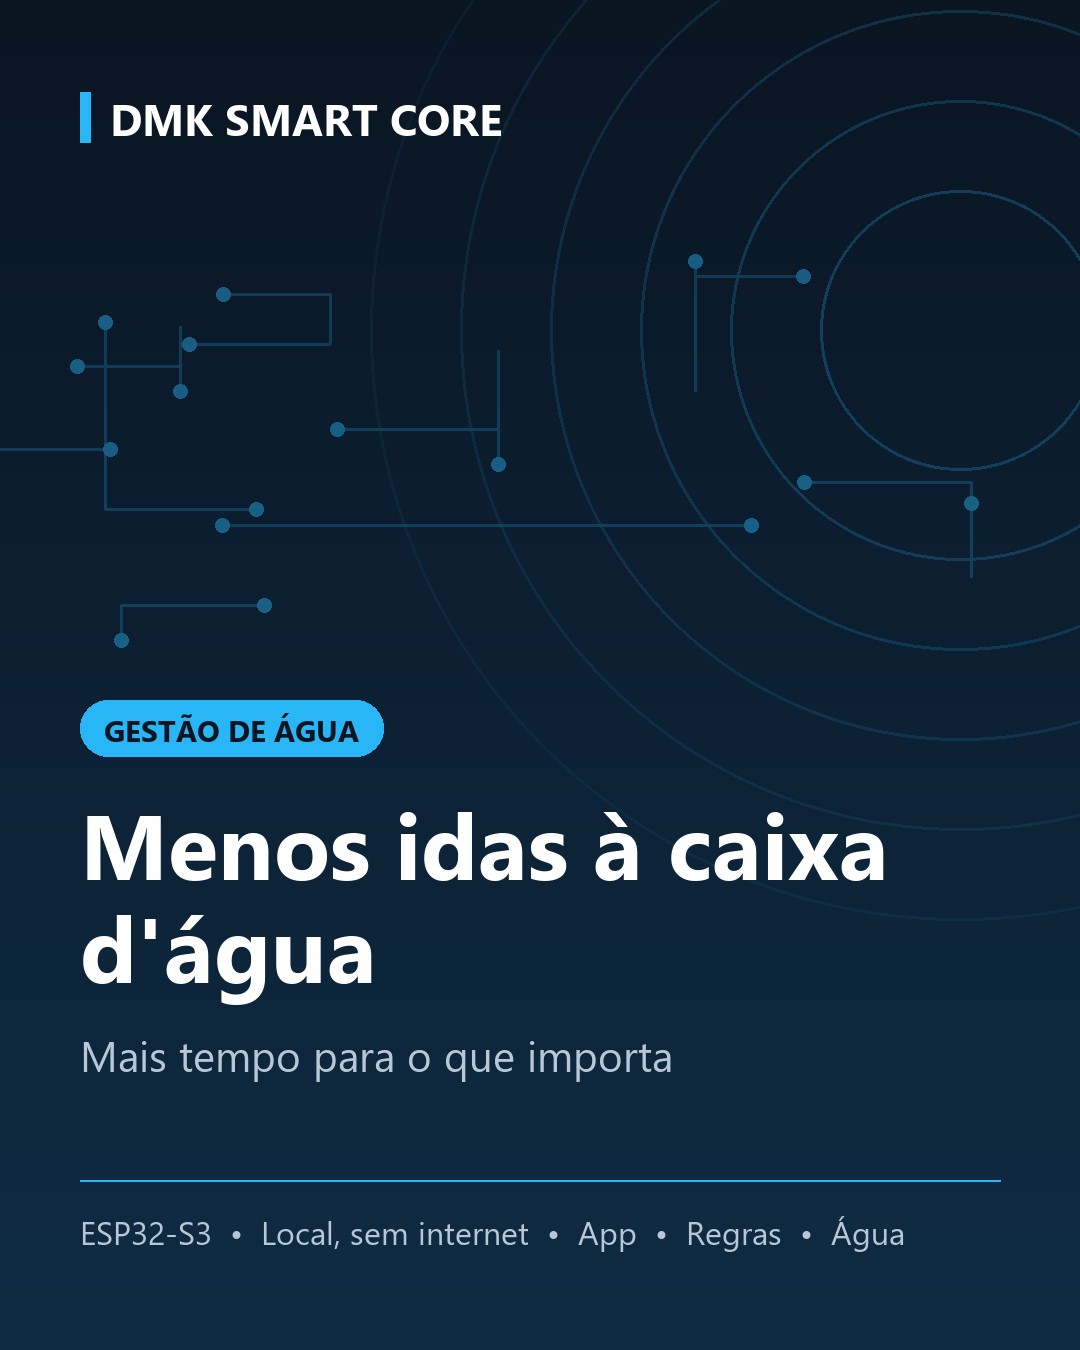 DMK SMART CORE
GESTÃO DE ÁGUA
Menos idas à caixa
d'água
Mais tempo para o que importa
ESP32-S3 • Local, sem internet • App • Regras • Água